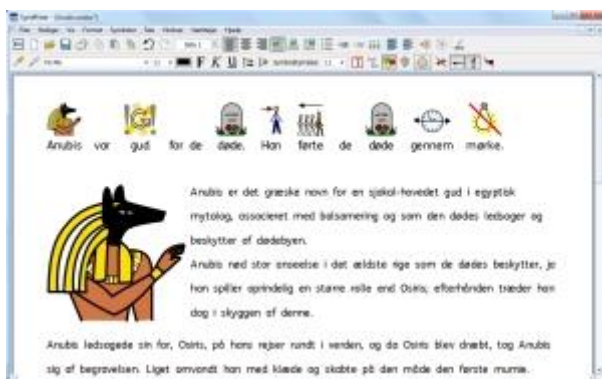 Anubis var gud for de døde. Han førte de døde gennem mørke.
Anubis er det græske navn for en sjakal-hovedet gud i egyptisk
mytologi, associeret med balsamering og som den dødes ledsager og
beskytter af dødebyen.
Anubis nød stor anseelse i det ældste rige som de dødes beskytter, ja
han spiller oprindelig en større rolle end Osiris; efterhånden træder han
dog i skyggen af denne.
Anubis ledsagede sin far, Osiris, på hans rejser rundt i verden, og da Osiris blev dræbt, tog Anubis
sig af begravelsen. Liget omvandt han med klæde og skabte på den måde den første mumie.